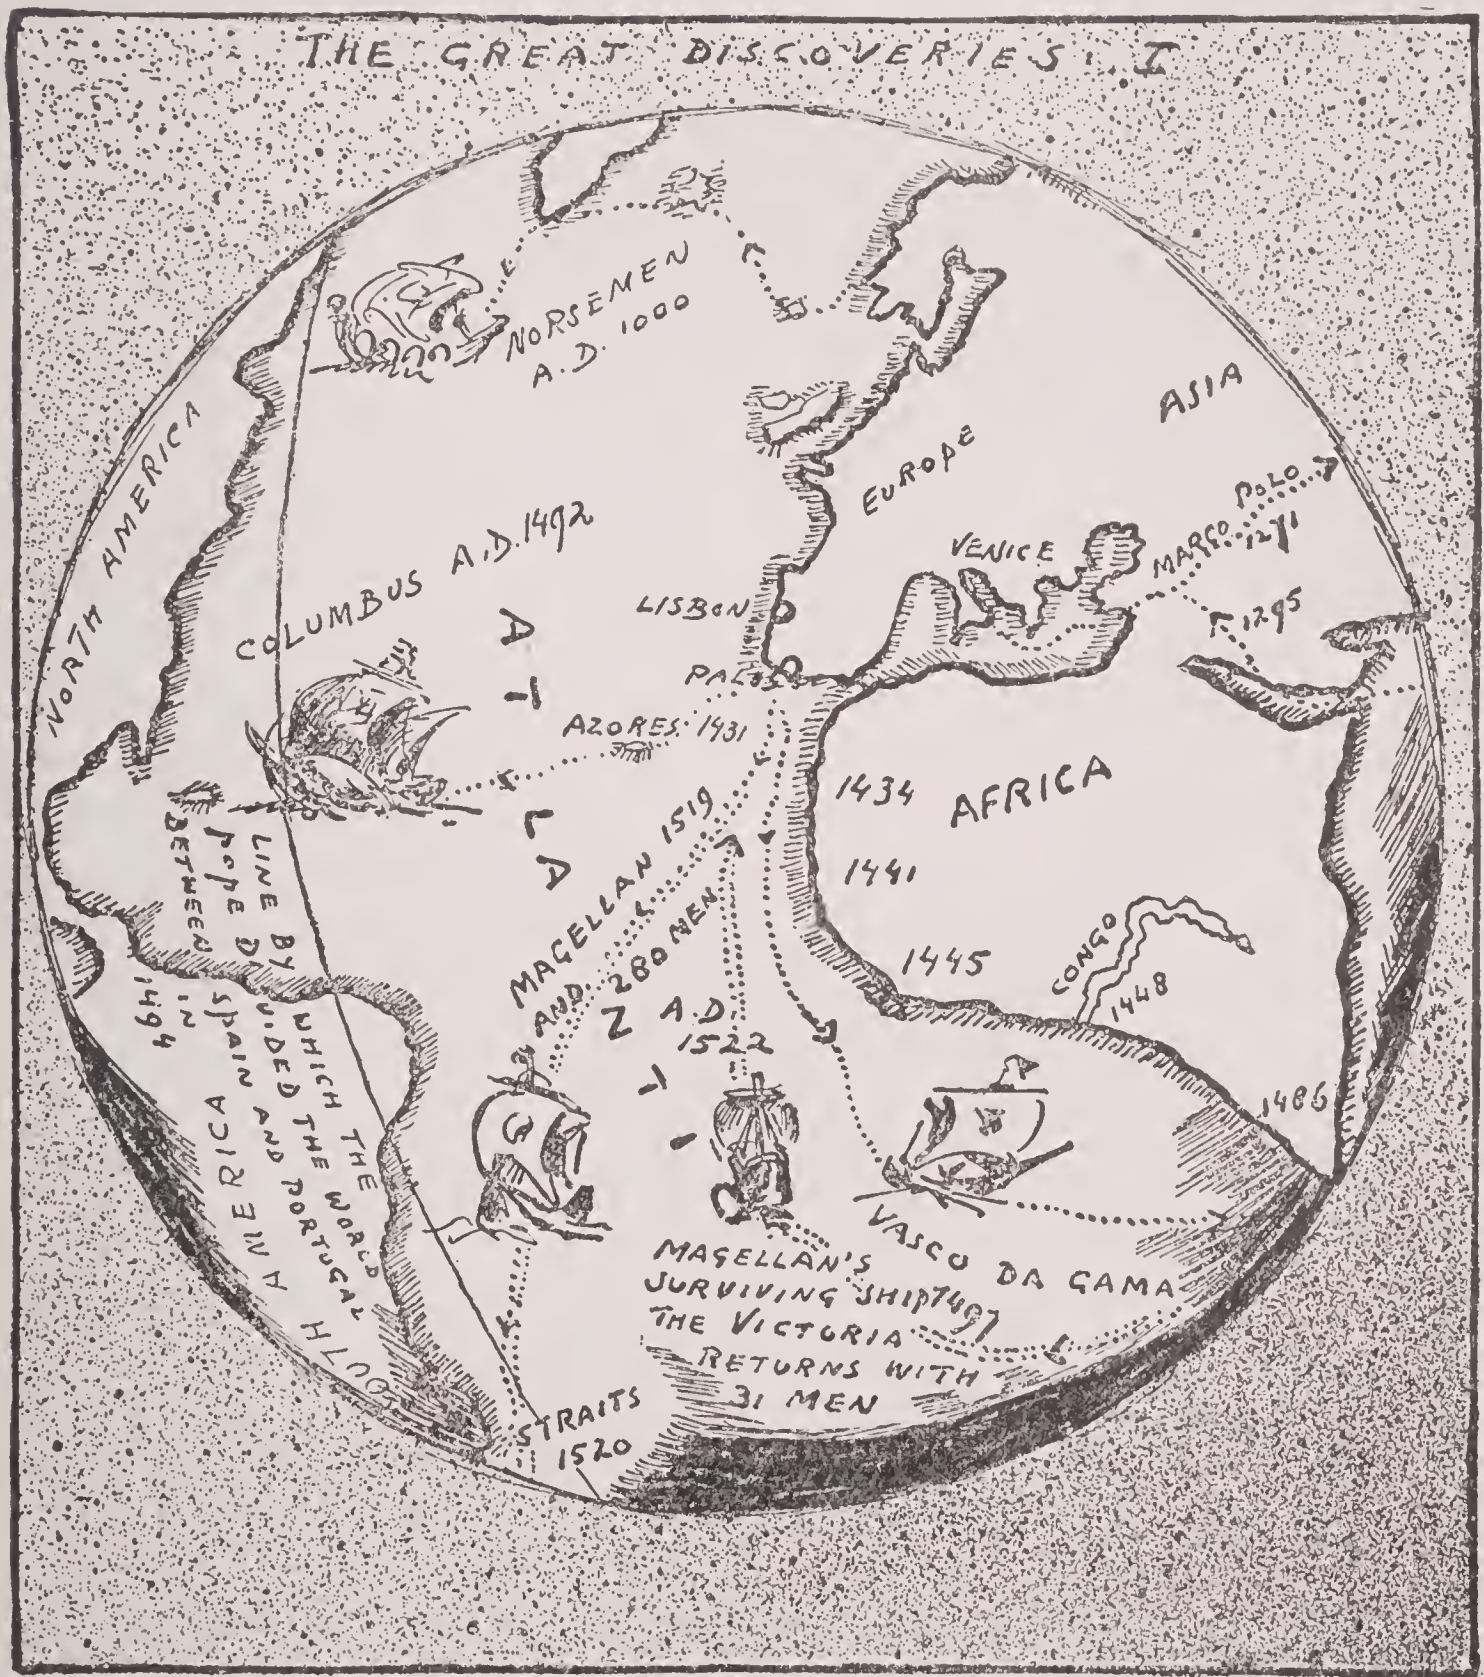 THE GREAT DISCOVERIES. I
NORSEMEN
A.D. 1000
NORTH AMERICA
ASIA
EUROPE
COLUMBUS A.D. 1492
MARCO POLO
1271
VENICE
1295
LISBON
PALOS
AZORES. 1431
ATLANTI
1434
AFRICA
1441
1445
CONGO
1448
1486
MAGELLAN 1519
AND 280 MEN
A.D.
1522
LINE BY WHICH THE
POPE DIVIDED THE WORLD
BETWEEN SPAIN AND PORTUGAL
IN
1494
SOUTH AMERICA
VASCO DA GAMA
1497
MAGELLAN'S
SURVIVING SHIP
THE VICTORIA
RETURNS WITH
31 MEN
STRAITS
1520